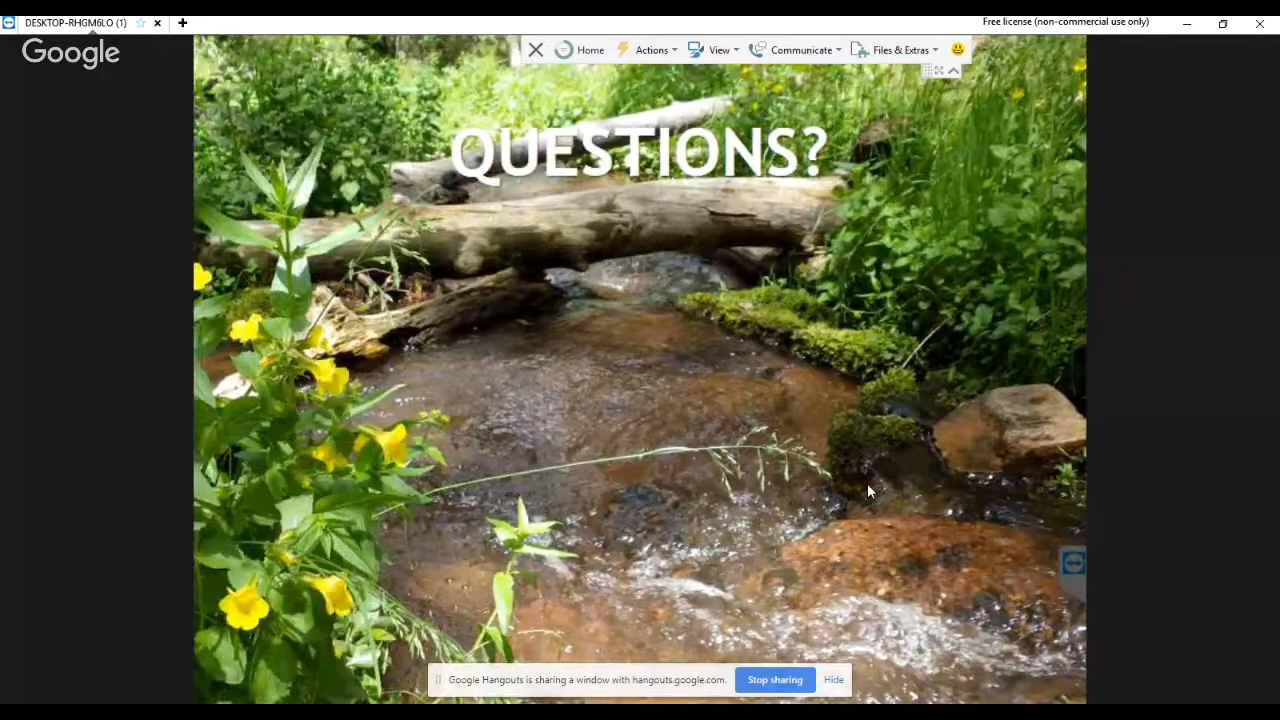 DESKTOP-RHGM6LO (1)
Free license (non-commercial use only)
Google
Home Actions View Communicate Files & Extras
QUESTIONS?
Google Hangouts is sharing a window with hangouts.google.com. Stop sharing Hide